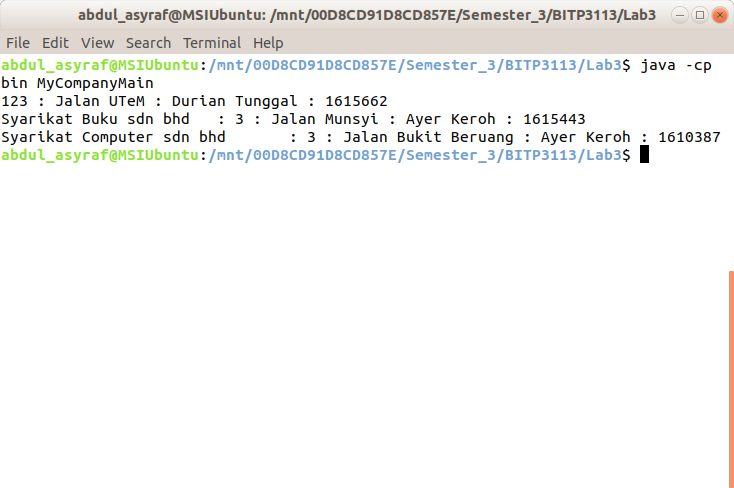 abdul_asyraf@MSIUbuntu: /mnt/00D8CD91D8CD857E/Semester_3/BITP3113/Lab3
File Edit View Search Terminal Help
abdul_asyraf@MSIUbuntu:/mnt/00D8CD91D8CD857E/Semester_3/BITP3113/Lab3$ java -cp
bin MyCompanyMain
123 : Jalan UTeM : Durian Tunggal : 1615662
Syarikat Buku sdn bhd   : 3 : Jalan Munsyi : Ayer Keroh : 1615443
Syarikat Computer sdn bhd       : 3 : Jalan Bukit Beruang : Ayer Keroh : 1610387
abdul_asyraf@MSIUbuntu:/mnt/00D8CD91D8CD857E/Semester_3/BITP3113/Lab3$